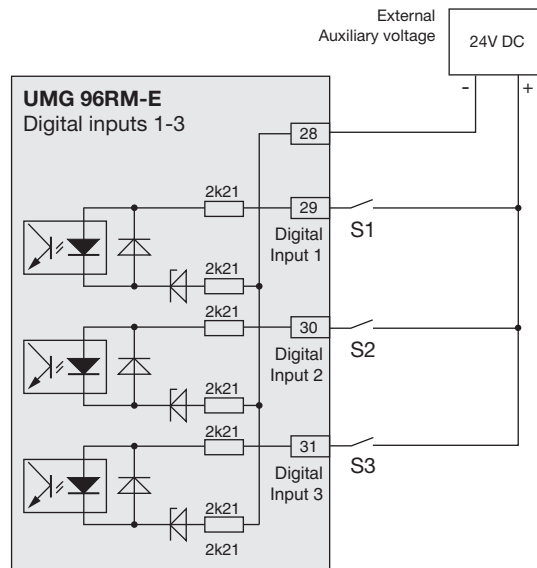 External
Auxiliary voltage
24V DC
- +
UMG 96RM-E
Digital inputs 1-3
28
2k21
29
S1
Digital
Input 1
2k21
2k21
30
S2
Digital
Input 2
2k21
2k21
31
S3
Digital
Input 3
2k21
2k21